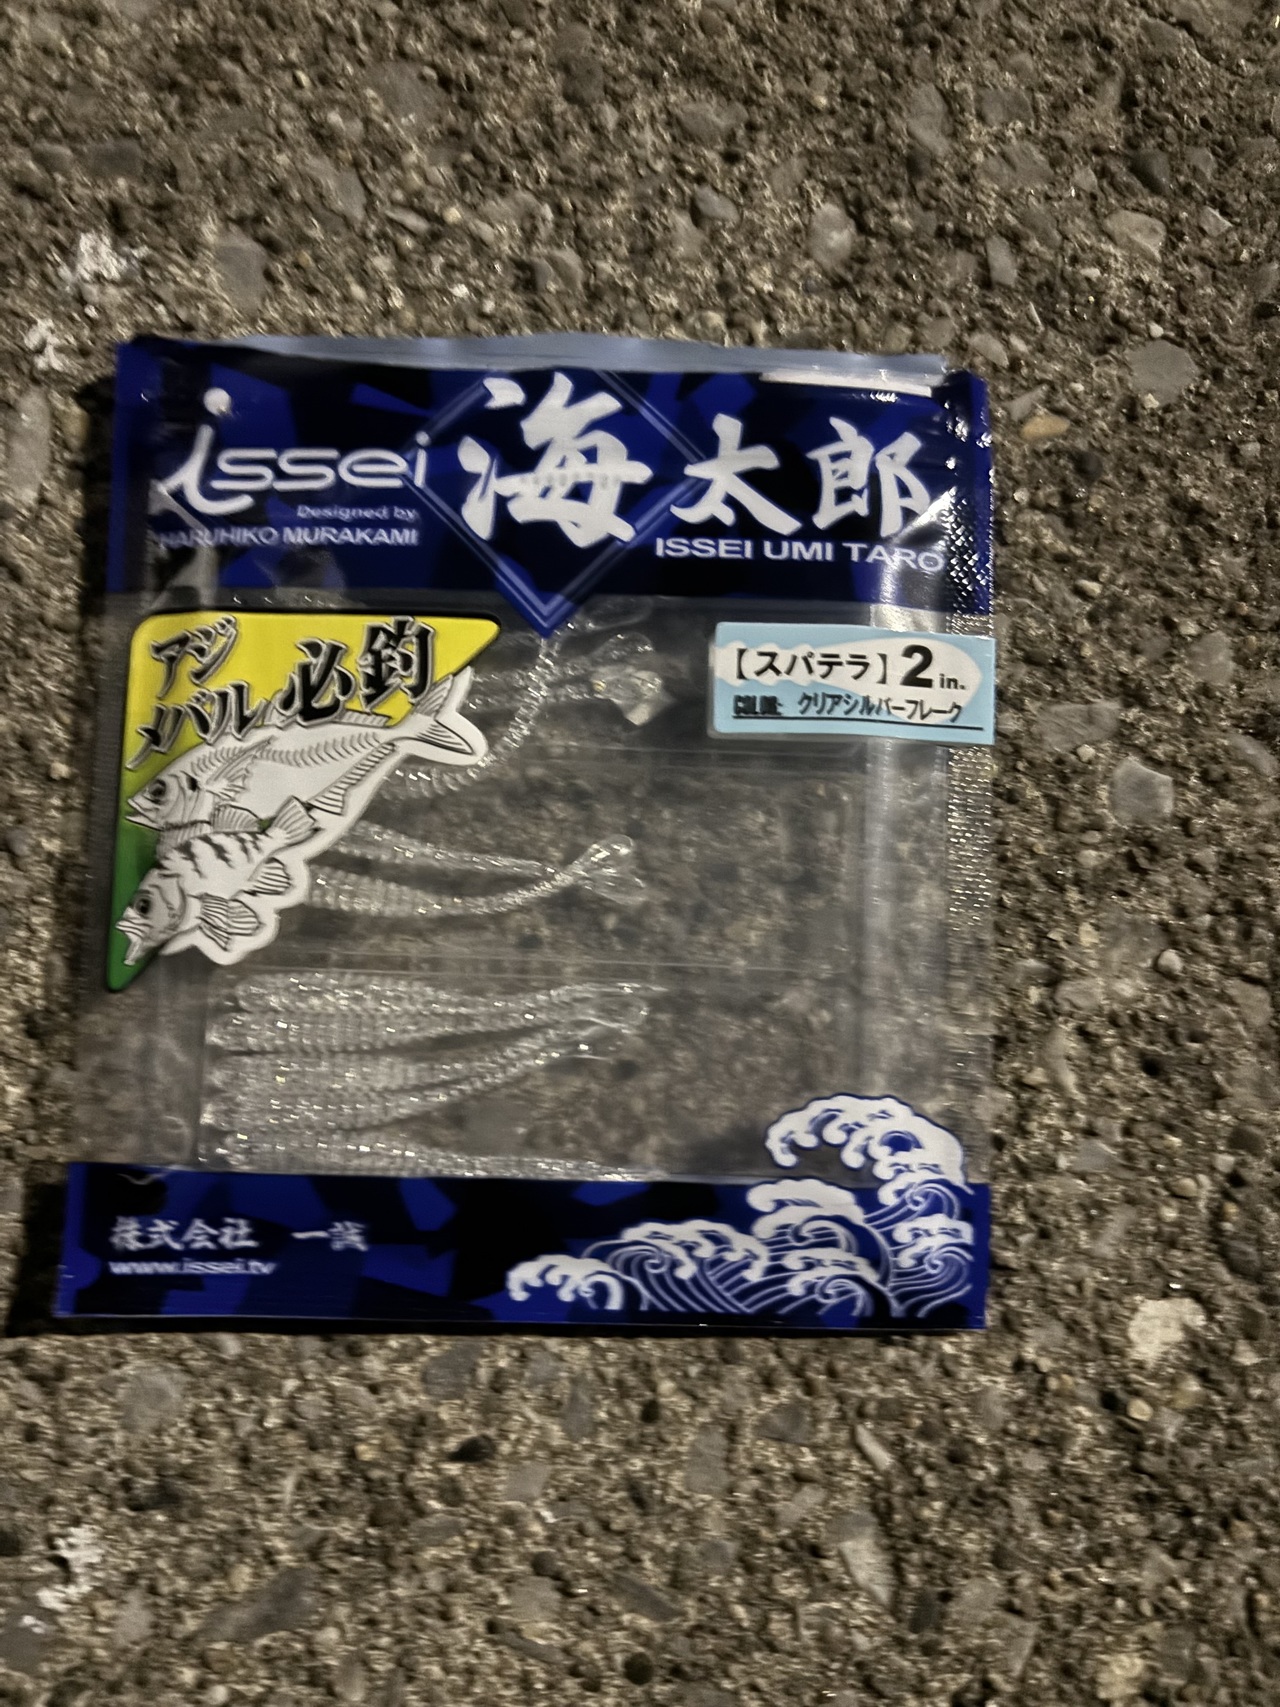 issei
海太郎
Designed by
HARUHIKO MURAKAMI
ISSEI UMI TARO
アジ
メバル 必釣
【スパテラ】2in.
COLOR: クリアシルバーフレーク
株式会社 一誠
www.issei.tv